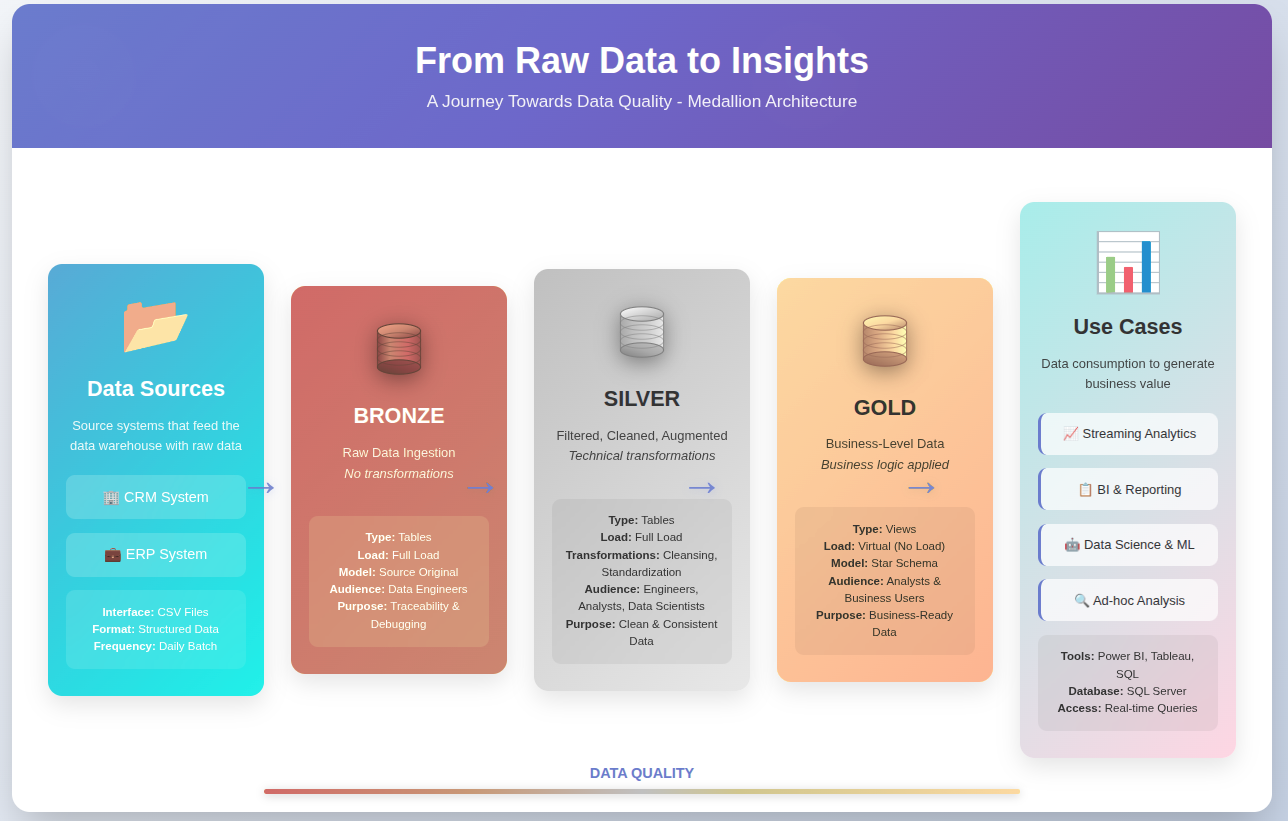 From Raw Data to Insights
A Journey Towards Data Quality - Medallion Architecture
Data Sources
Source systems that feed the
data warehouse with raw data
🏢 CRM System
💼 ERP System
Interface: CSV Files
Format: Structured Data
Frequency: Daily Batch
→
BRONZE
Raw Data Ingestion
No transformations
Type: Tables
Load: Full Load
Model: Source Original
Audience: Data Engineers
Purpose: Traceability &
Debugging
→
SILVER
Filtered, Cleaned, Augmented
Technical transformations
Type: Tables
Load: Full Load
Transformations: Cleansing,
Standardization
Audience: Engineers,
Analysts, Data Scientists
Purpose: Clean & Consistent
Data
→
GOLD
Business-Level Data
Business logic applied
Type: Views
Load: Virtual (No Load)
Model: Star Schema
Audience: Analysts &
Business Users
Purpose: Business-Ready
Data
→
Use Cases
Data consumption to generate
business value
📈 Streaming Analytics
📋 BI & Reporting
🤖 Data Science & ML
🔍 Ad-hoc Analysis
Tools: Power BI, Tableau,
SQL
Database: SQL Server
Access: Real-time Queries
DATA QUALITY